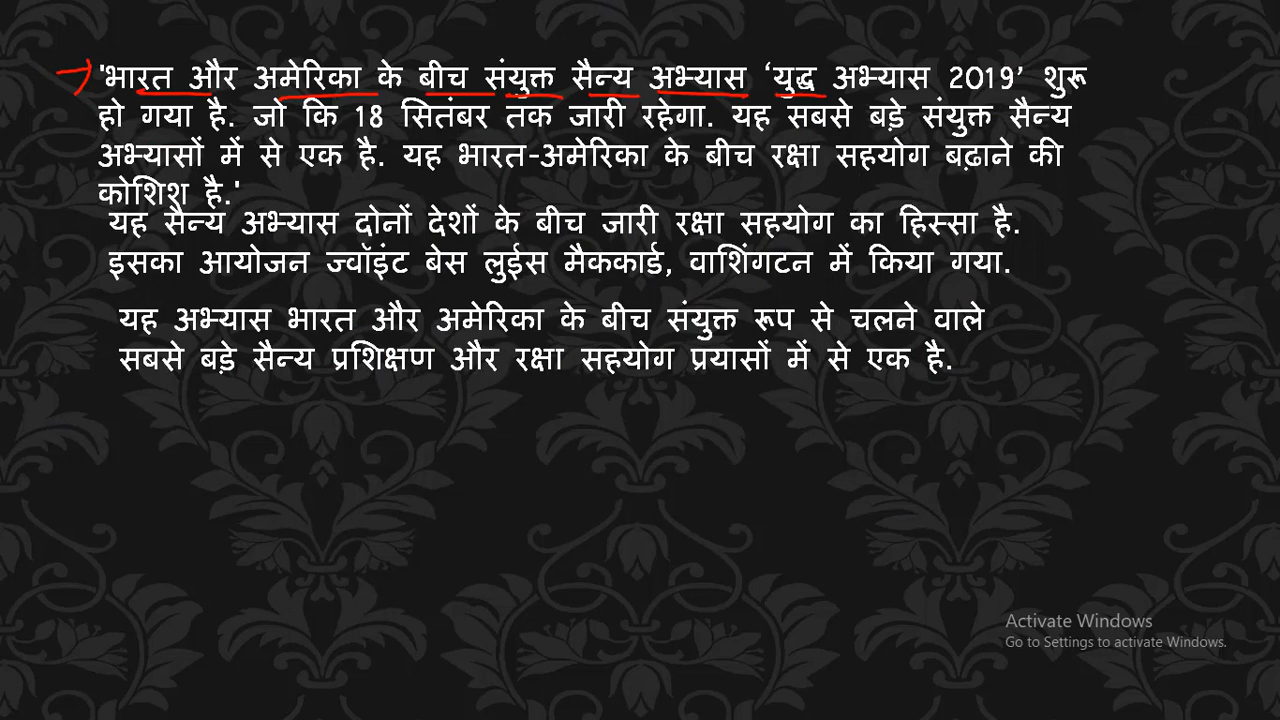 'भारत और अमेरिका के बीच संयुक्त सैन्य अभ्यास ‘युद्ध अभ्यास 2019’ शुरू
हो गया है. जो कि 18 सितंबर तक जारी रहेगा. यह सबसे बड़े संयुक्त सैन्य
अभ्यासों में से एक है. यह भारत-अमेरिका के बीच रक्षा सहयोग बढ़ाने की
कोशिश है.'
यह सैन्य अभ्यास दोनों देशों के बीच जारी रक्षा सहयोग का हिस्सा है.
इसका आयोजन ज्वॉइंट बेस लुईस मैककार्ड, वाशिंगटन में किया गया.
यह अभ्यास भारत और अमेरिका के बीच संयुक्त रूप से चलने वाले
सबसे बड़े सैन्य प्रशिक्षण और रक्षा सहयोग प्रयासों में से एक है.
Activate Windows
Go to Settings to activate Windows.